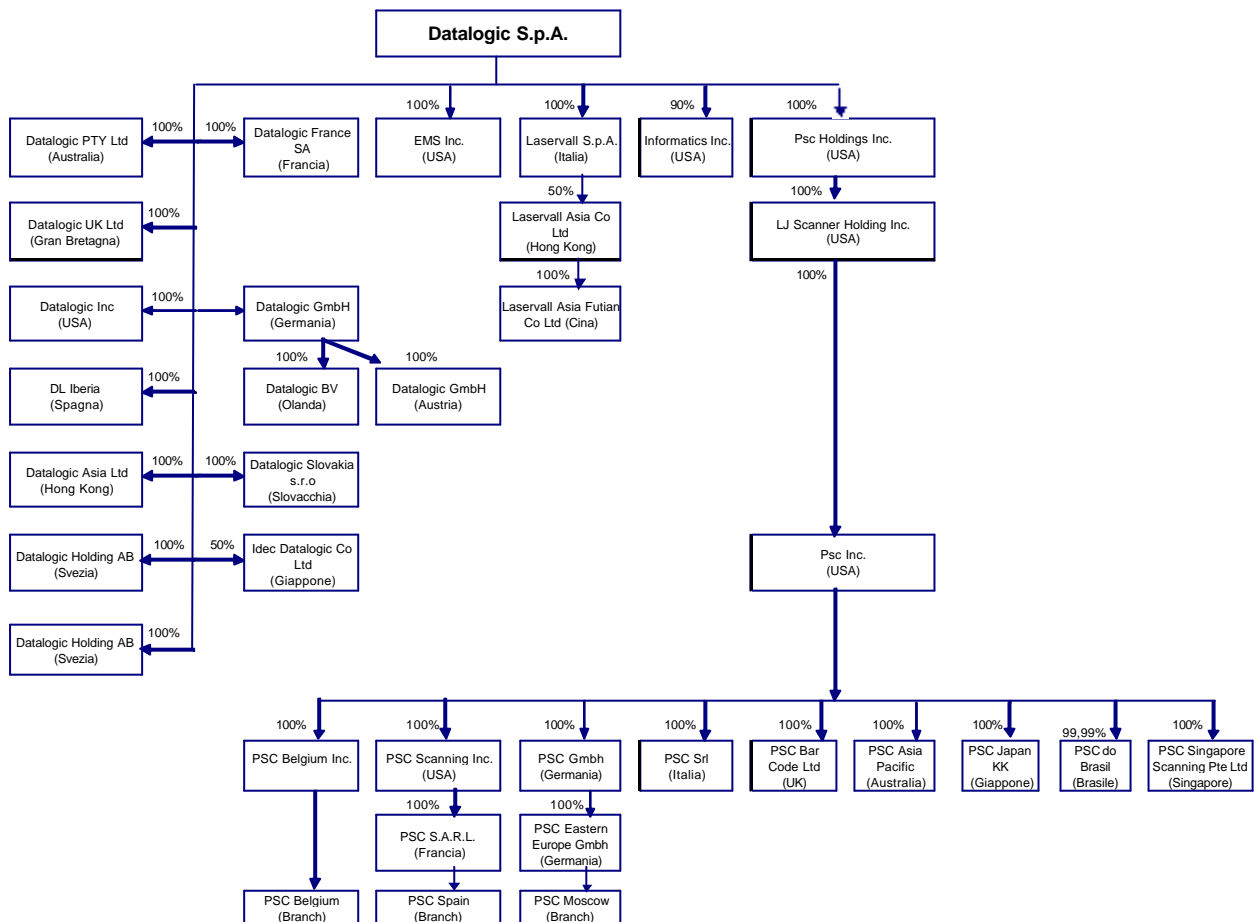 Datalogic S.p.A.
100%
100%
90%
100%
Datalogic PTY Ltd
(Australia)
100%
100%
Datalogic France
SA
(Francia)
EMS Inc.
(USA)
Laservall S.p.A.
(Italia)
Informatics Inc.
(USA)
Psc Holdings Inc.
(USA)
50%
100%
Datalogic UK Ltd
(Gran Bretagna)
100%
Laservall Asia Co
Ltd
(Hong Kong)
LJ Scanner Holding Inc.
(USA)
100%
100%
Datalogic Inc
(USA)
100%
Datalogic GmbH
(Germania)
Laservall Asia Futian
Co Ltd (Cina)
100%
100%
DL Iberia
(Spagna)
100%
Datalogic BV
(Olanda)
Datalogic GmbH
(Austria)
Datalogic Asia Ltd
(Hong Kong)
100%
100%
Datalogic Slovakia
s.r.o
(Slovacchia)
Datalogic Holding AB
(Svezia)
100%
50%
Idec Datalogic Co
Ltd
(Giappone)
Psc Inc.
(USA)
Datalogic Holding AB
(Svezia)
100%
100%
100%
100%
100%
100%
100%
100%
99,99%
100%
PSC Belgium Inc.
PSC Scanning Inc.
(USA)
PSC Gmbh
(Germania)
PSC Srl
(Italia)
PSC Bar
Code Ltd
(UK)
PSC Asia
Pacific
(Australia)
PSC Japan
KK
(Giappone)
PSC do
Brasil
(Brasile)
PSC Singapore
Scanning Pte Ltd
(Singapore)
100%
100%
PSC S.A.R.L.
(Francia)
PSC Eastern
Europe Gmbh
(Germania)
PSC Belgium
(Branch)
PSC Spain
(Branch)
PSC Moscow
(Branch)